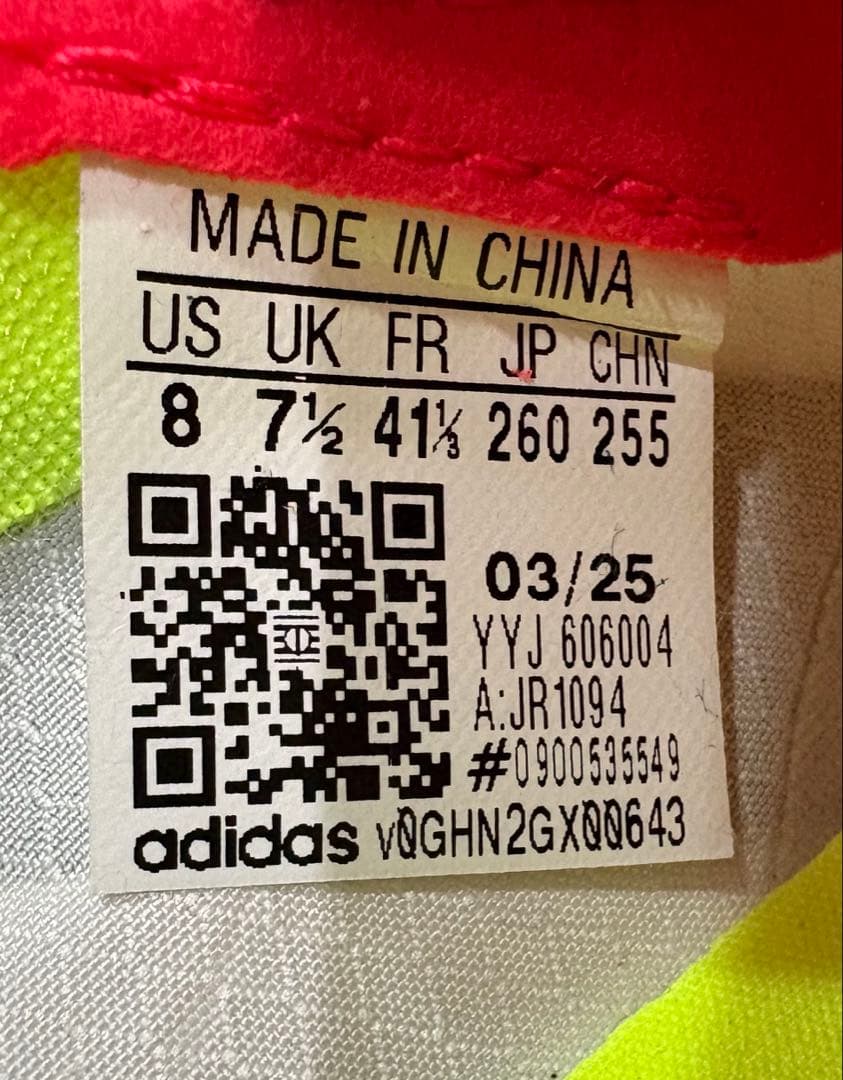 MADE IN CHINA
US UK FR JP CHN
8 7½ 41⅓ 260 255
03/25
YYJ 606004
A:JR1094
#0900535549
adidas v0GHN2GX00643